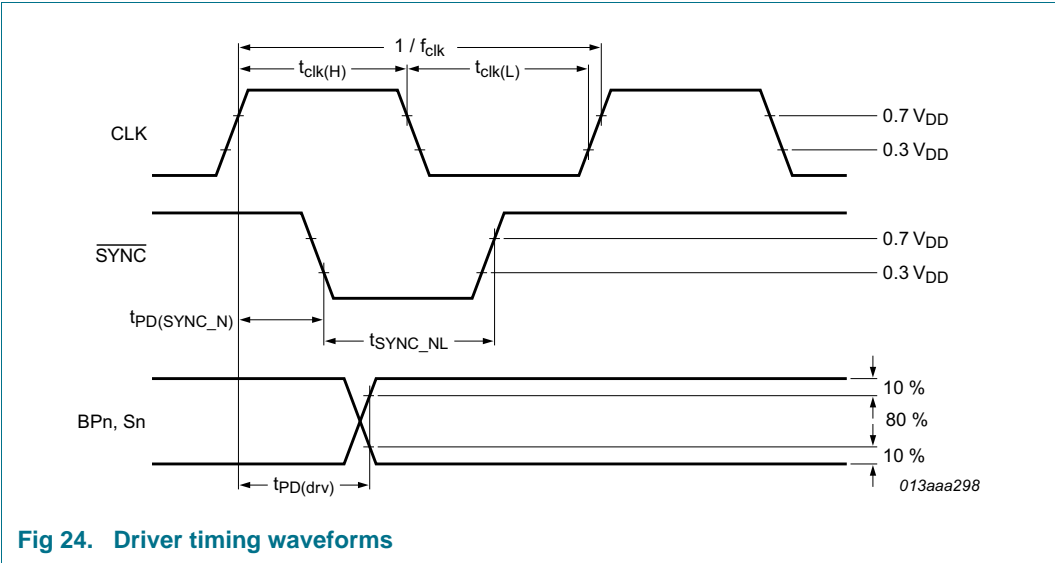 1 / fclk
tclk(H)
tclk(L)
CLK
0.7 VDD
0.3 VDD
SYNC
0.7 VDD
0.3 VDD
tPD(SYNC_N)
tSYNC_NL
BPn, Sn
10 %
80 %
10 %
tPD(drv)
013aaa298
Fig 24. Driver timing waveforms